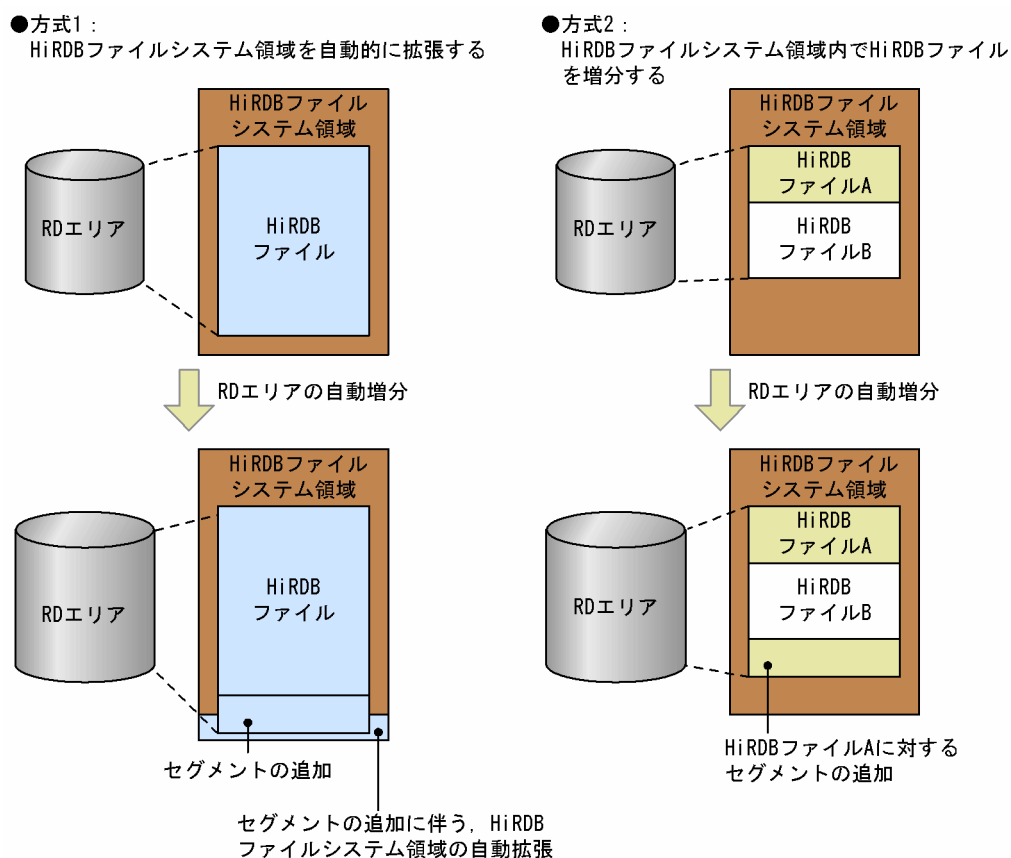 ●方式1：
HiRDBファイルシステム領域を自動的に拡張する
HiRDBファイル
システム領域
RDエリア
HiRDB
ファイル
RDエリアの自動増分
HiRDBファイル
システム領域
RDエリア
HiRDB
ファイル
セグメントの追加
セグメントの追加に伴う，HiRDB
ファイルシステム領域の自動拡張
●方式2：
HiRDBファイルシステム領域内でHiRDBファイル
を増分する
HiRDBファイル
システム領域
HiRDB
ファイルA
RDエリア
HiRDB
ファイルB
RDエリアの自動増分
HiRDBファイル
システム領域
HiRDB
ファイルA
RDエリア
HiRDB
ファイルB
HiRDBファイルAに対する
セグメントの追加